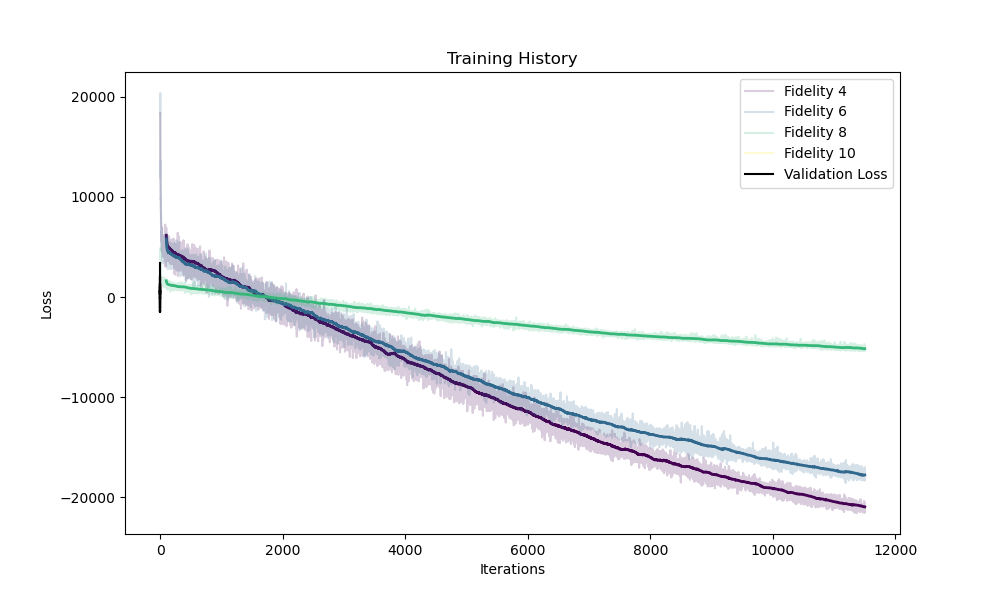 Training History
Fidelity 4
Fidelity 6
Fidelity 8
Fidelity 10
Validation Loss
20000
10000
0
−10000
−20000
Loss
0 2000 4000 6000 8000 10000 12000
Iterations